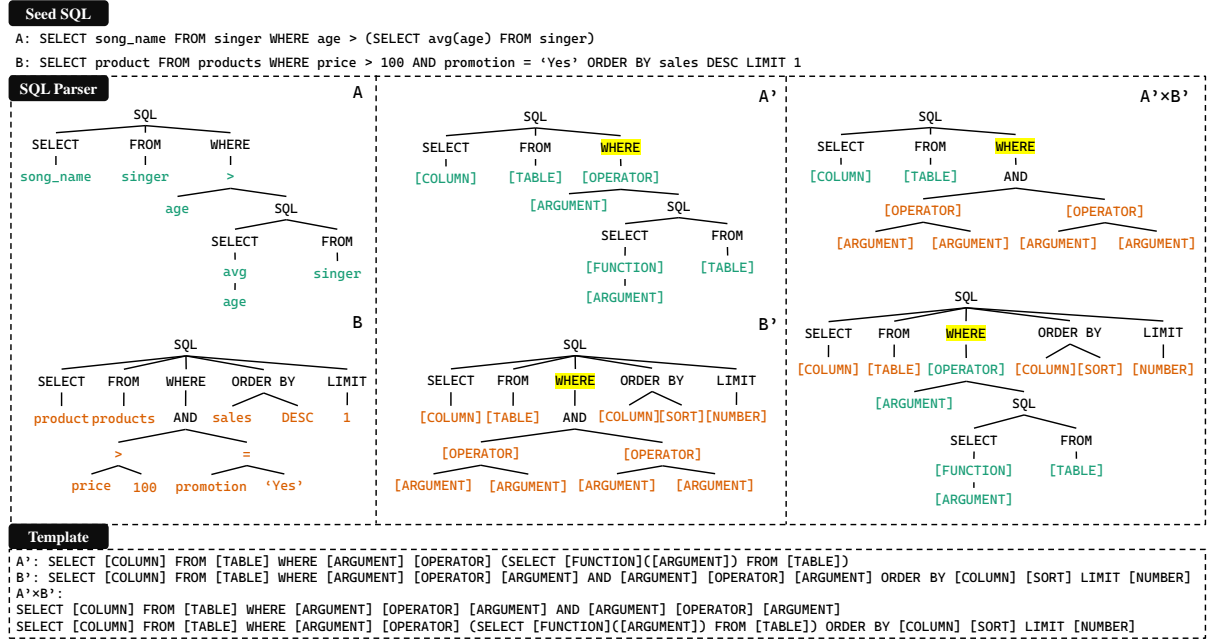 Seed SQL
A: SELECT song_name FROM singer WHERE age > (SELECT avg(age) FROM singer)
B: SELECT product FROM products WHERE price > 100 AND promotion = ‘Yes’ ORDER BY sales DESC LIMIT 1
SQL Parser
A
SQL
SELECT FROM WHERE
song_name singer >
age SQL
SELECT FROM
avg singer
age
B
SQL
SELECT FROM WHERE ORDER BY LIMIT
product products AND sales DESC 1
> =
price 100 promotion ‘Yes’
A’
SQL
SELECT FROM WHERE
[COLUMN] [TABLE] [OPERATOR]
[ARGUMENT] SQL
SELECT FROM
[FUNCTION] [TABLE]
[ARGUMENT]
B’
SQL
SELECT FROM WHERE ORDER BY LIMIT
[COLUMN] [TABLE] AND [COLUMN] [SORT] [NUMBER]
[OPERATOR] [OPERATOR]
[ARGUMENT] [ARGUMENT] [ARGUMENT] [ARGUMENT]
A’×B’
SQL
SELECT FROM WHERE
[COLUMN] [TABLE] AND
[OPERATOR] [OPERATOR]
[ARGUMENT] [ARGUMENT] [ARGUMENT] [ARGUMENT]
SQL
SELECT FROM WHERE ORDER BY LIMIT
[COLUMN] [TABLE] [OPERATOR] [COLUMN] [SORT] [NUMBER]
[ARGUMENT] SQL
SELECT FROM
[FUNCTION] [TABLE]
[ARGUMENT]
Template
A’: SELECT [COLUMN] FROM [TABLE] WHERE [ARGUMENT] [OPERATOR] (SELECT [FUNCTION]([ARGUMENT]) FROM [TABLE])
B’: SELECT [COLUMN] FROM [TABLE] WHERE [ARGUMENT] [OPERATOR] [ARGUMENT] AND [ARGUMENT] [OPERATOR] [ARGUMENT] ORDER BY [COLUMN] [SORT] LIMIT [NUMBER]
A’×B’:
SELECT [COLUMN] FROM [TABLE] WHERE [ARGUMENT] [OPERATOR] [ARGUMENT] AND [ARGUMENT] [OPERATOR] [ARGUMENT]
SELECT [COLUMN] FROM [TABLE] WHERE [ARGUMENT] [OPERATOR] (SELECT [FUNCTION]([ARGUMENT]) FROM [TABLE]) ORDER BY [COLUMN] [SORT] LIMIT [NUMBER]